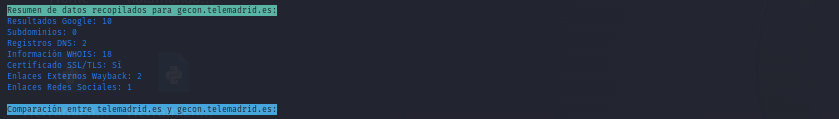 Resumen de datos recopilados para gecon.telemadrid.es:
Resultados Google: 10
Subdominios: 0
Registros DNS: 2
Información WHOIS: 18
Certificado SSL/TLS: Sí
Enlaces Externos Wayback: 2
Enlaces Redes Sociales: 1
Comparación entre telemadrid.es y gecon.telemadrid.es: